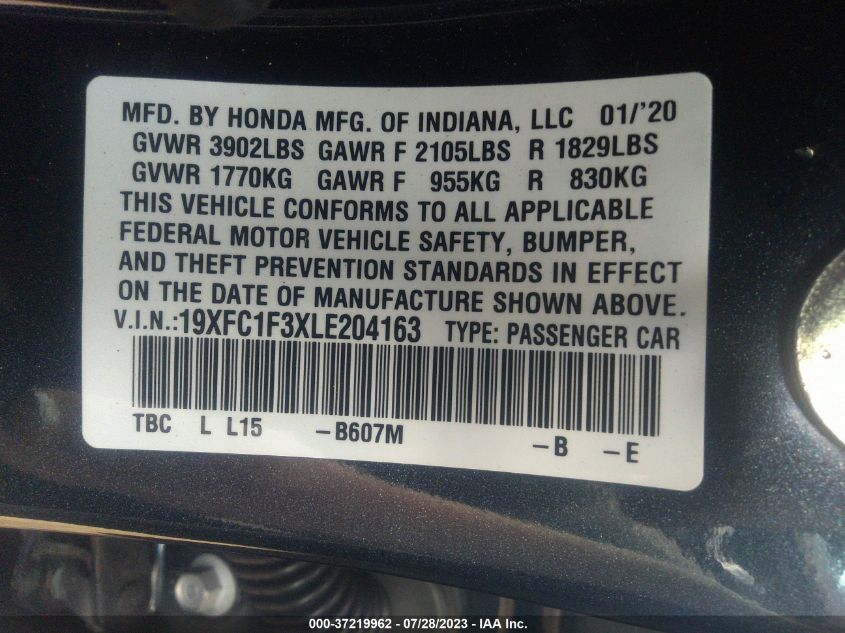 MFD. BY HONDA MFG. OF INDIANA, LLC 01/'20
GVWR 3902LBS GAWR F 2105LBS R 1829LBS
GVWR 1770KG GAWR F 955KG R 830KG
THIS VEHICLE CONFORMS TO ALL APPLICABLE
FEDERAL MOTOR VEHICLE SAFETY, BUMPER,
AND THEFT PREVENTION STANDARDS IN EFFECT
ON THE DATE OF MANUFACTURE SHOWN ABOVE.
V.I.N.:19XFC1F3XLE204163 TYPE: PASSENGER CAR
TBC L L15 –B607M –B –E
000-37219962 - 07/28/2023 - IAA Inc.